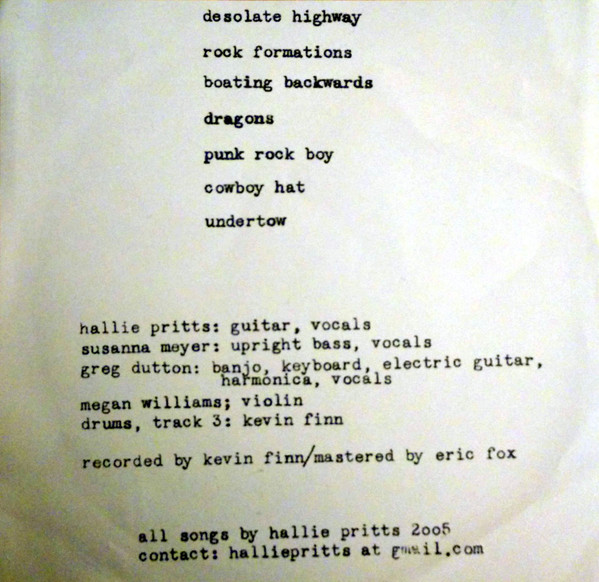 desolate highway
rock formations
boating backwards
dragons
punk rock boy
cowboy hat
undertow
hallie pritts: guitar, vocals
susanna meyer: upright bass, vocals
greg dutton: banjo, keyboard, electric guitar,
harmonica, vocals
megan williams; violin
drums, track 3: kevin finn
recorded by kevin finn/mastered by eric fox
all songs by hallie pritts 2oo5
contact: halliepritts at gmail.com